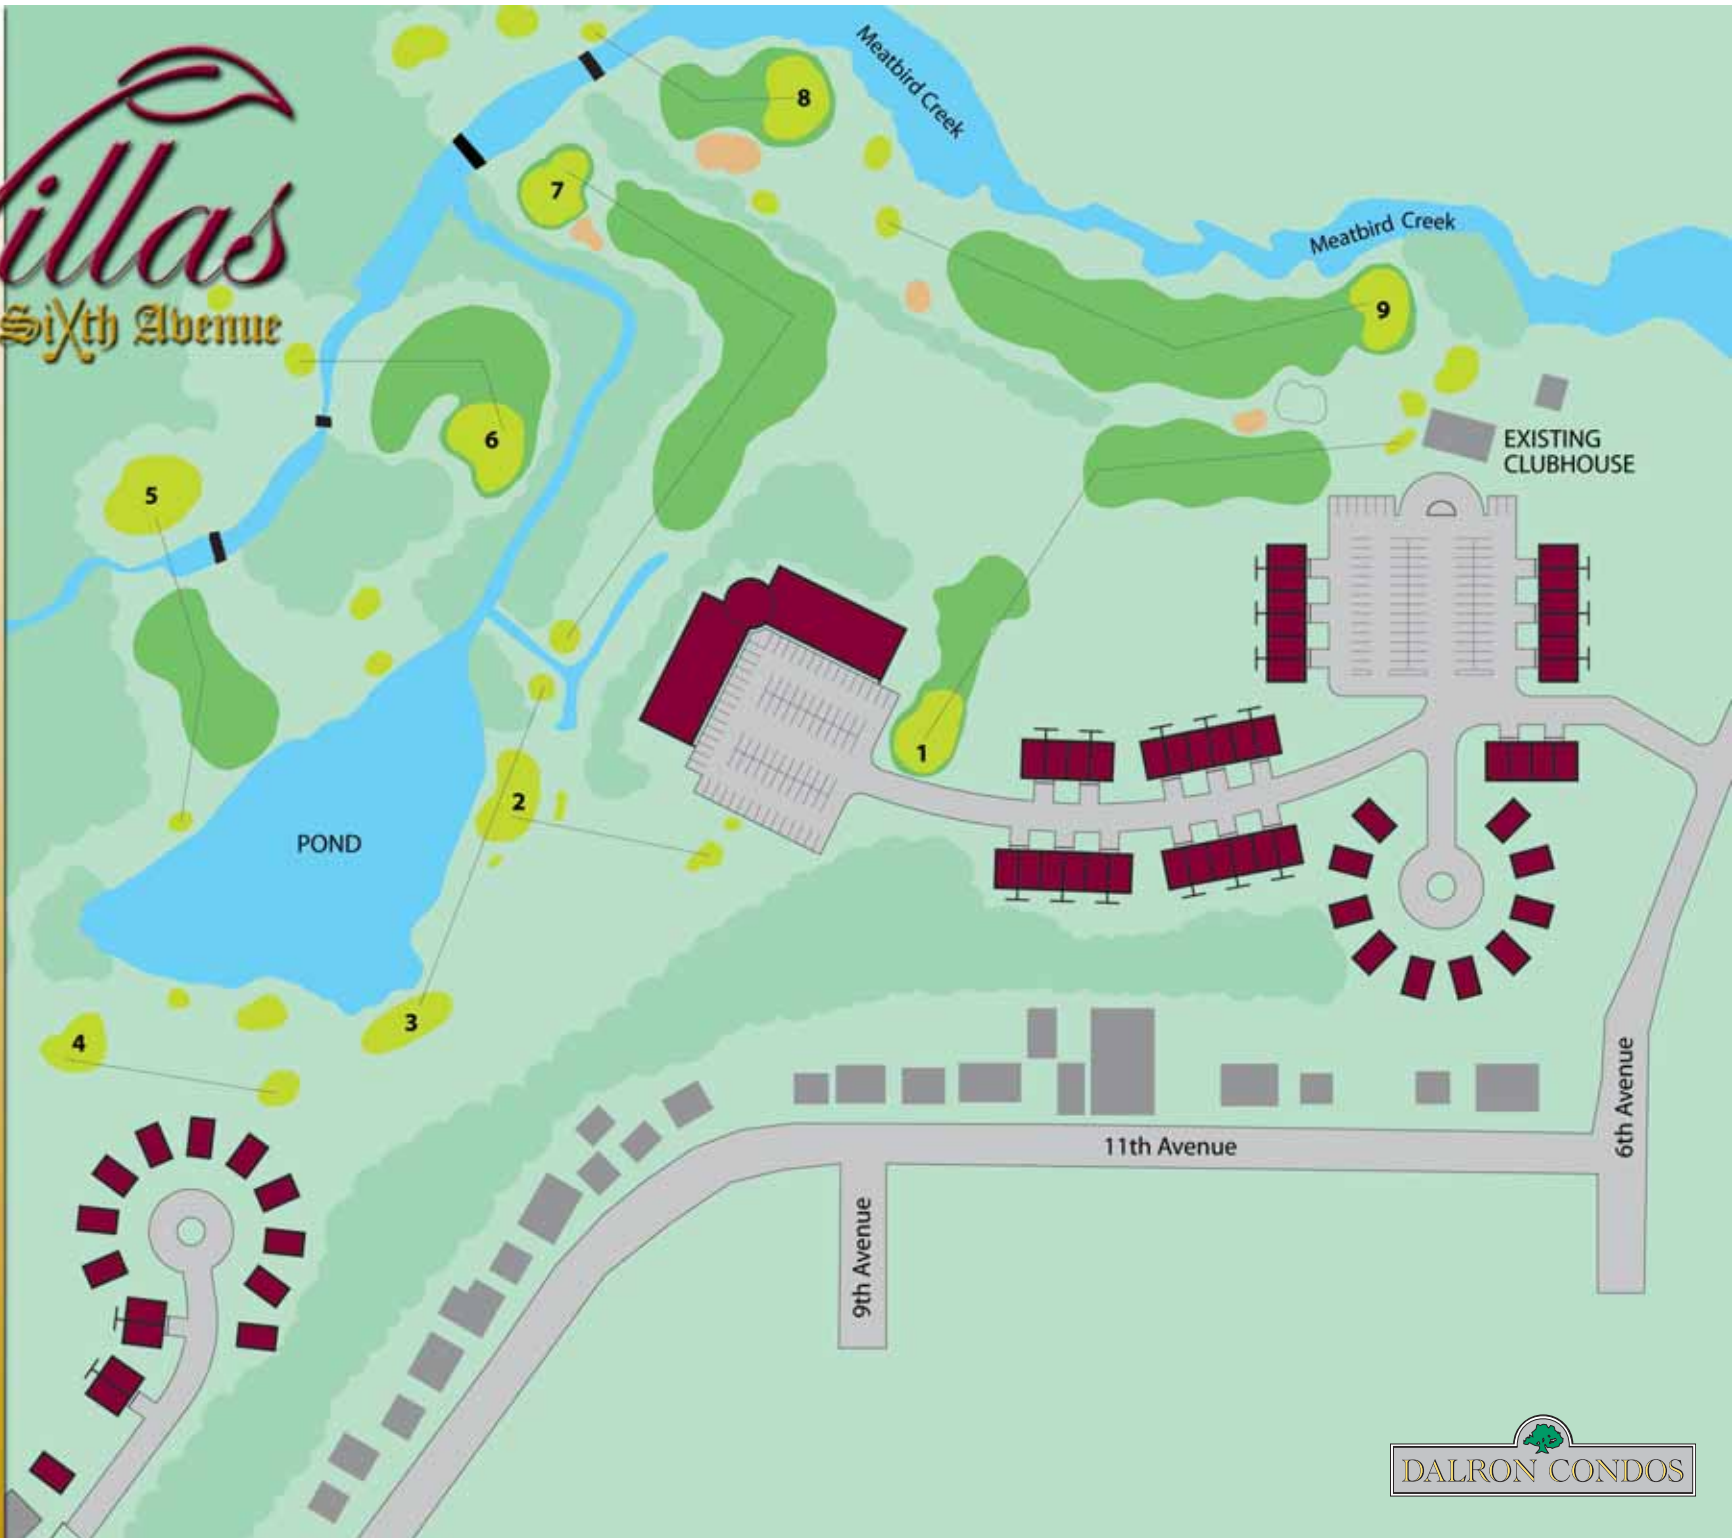 Villas
SiXth Avenue
Meatbird Creek
8
7
Meatbird Creek
9
6
EXISTING
CLUBHOUSE
5
1
2
POND
3
4
11th Avenue
6th Avenue
9th Avenue
DALRON CONDOS